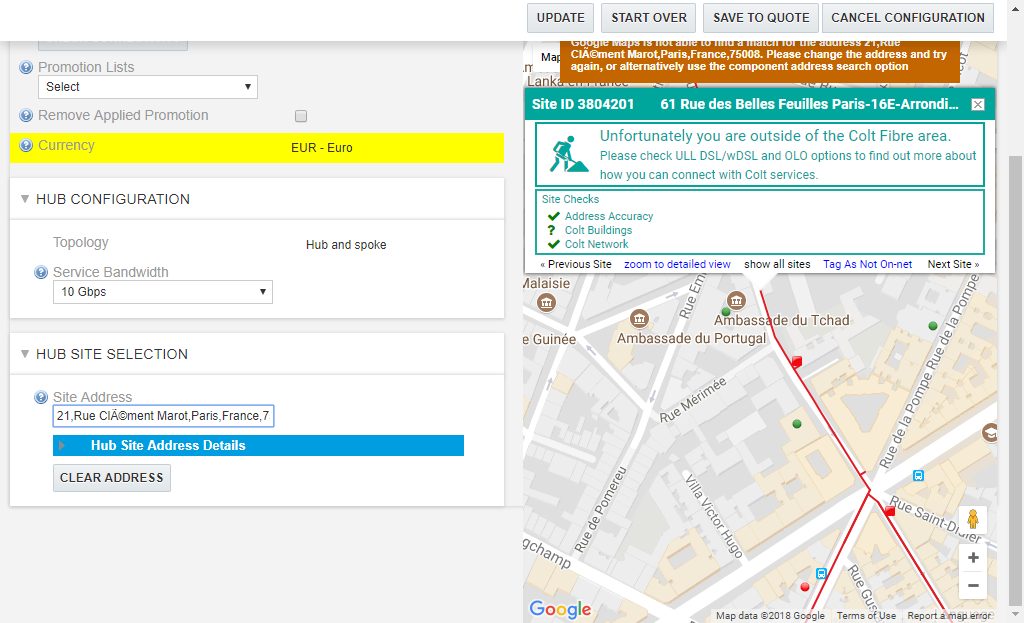 UPDATE
START OVER
SAVE TO QUOTE
CANCEL CONFIGURATION
Promotion Lists
Select
Remove Applied Promotion
Currency
EUR - Euro
HUB CONFIGURATION
Topology
Hub and spoke
Service Bandwidth
10 Gbps
HUB SITE SELECTION
Site Address
21,Rue ClÃ©ment Marot,Paris,France,7
Hub Site Address Details
CLEAR ADDRESS
Map
Google Maps is not able to find a match for the address 21,Rue
ClÃ©ment Marot,Paris,France,75008. Please change the address and try
again, or alternatively use the component address search option
Lanka en France
Site ID 3804201
61 Rue des Belles Feuilles Paris-16E-Arrondi...
Unfortunately you are outside of the Colt Fibre area.
Please check ULL DSL/wDSL and OLO options to find out more about
how you can connect with Colt services.
Site Checks
Address Accuracy
? Colt Buildings
Colt Network
« Previous Site
zoom to detailed view
show all sites
Tag As Not On-net
Next Site »
Malaisie
Rue Emi
Ambassade du Tchad
e Guinée
Ambassade du Portugal
Rue de la Pompe
Rue de la Pompe
Rue Mérimée
Villa Victor Hugo
Rue de Pomereu
Rue Saint-Didier
ngchamp
Rue Gus
+
−
Google
Map data ©2018 Google
Terms of Use
Report a map error